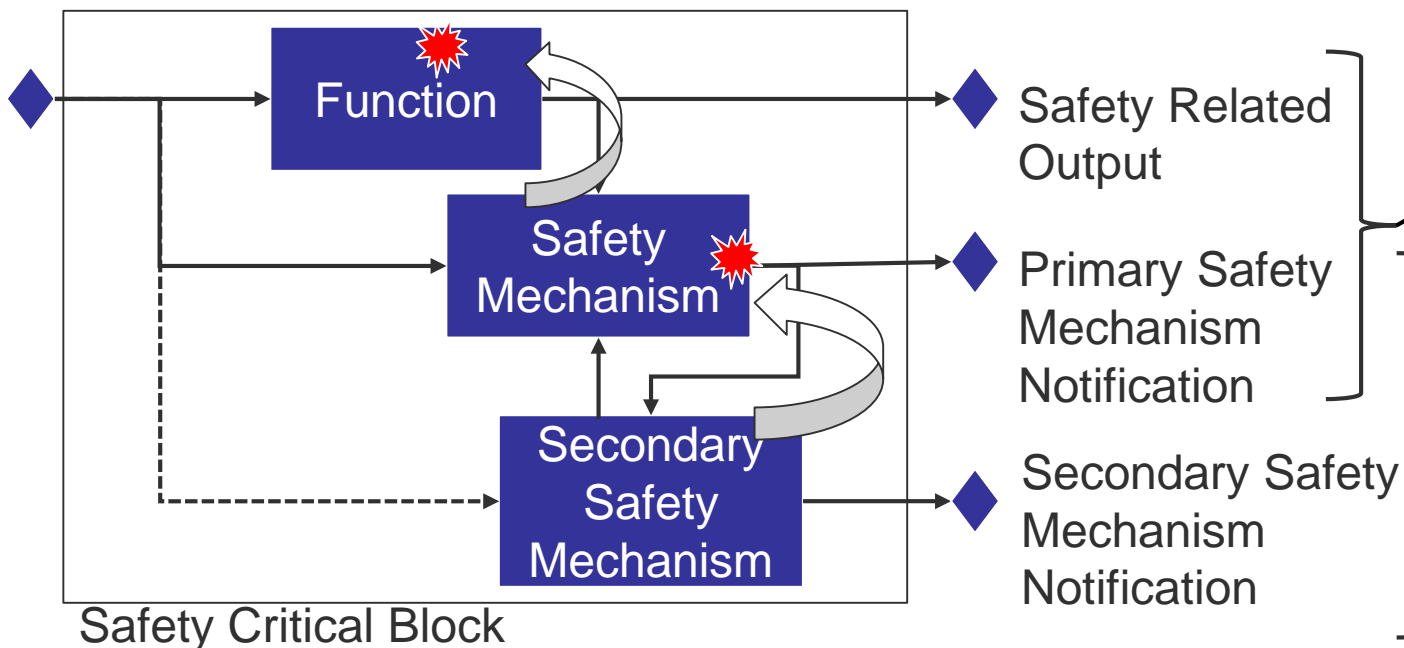 Function
Safety
Mechanism
Secondary
Safety
Mechanism
Safety Related
Output
Primary Safety
Mechanism
Notification
Secondary Safety
Mechanism
Notification
Safety Critical Block